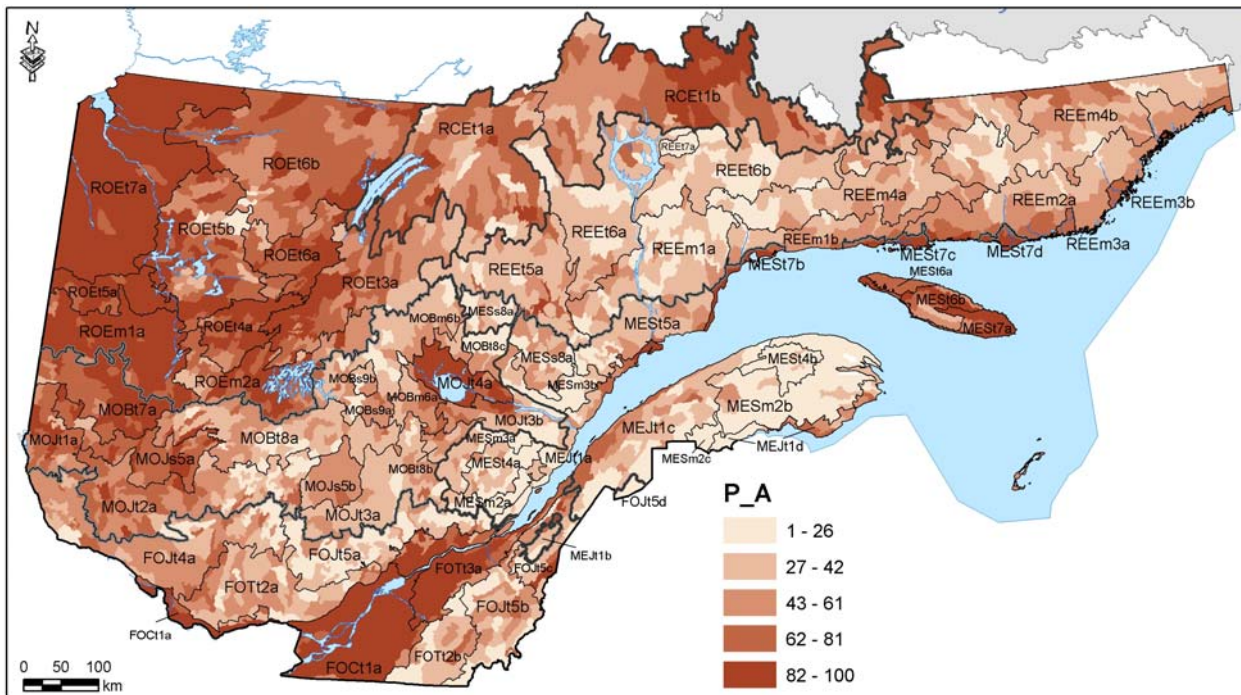 N
RCEt1b
RCEt1a
REEm4b
ROEt6b
REEt7a
ROEt7a
REEt6b
REEm4a
REEm2a
REEm3b
ROEt5b
REEt6a
ROEt6a
REEm1a
REEm1b
MESt7c
MESt7d
REEm3a
MESt7b
REEt5a
MESt6a
ROEt3a
ROEt5a
MESt6b
MOBm6b
MESs8a
MESt5a
MESt7a
ROEm1a
ROEt4a
MOBt8c
MESs8a
MESt4b
ROEm2a
MOBs9b
MOJt4a
MESm3b
MOBm6a
MOBt7a
MOBs9a
MESm2b
MOJt3b
MEJt1c
MOJt1a
MOBt8a
MESm3a
MEJt1d
MOJs5a
MEJt1a
MESm2c
MOBt8b
MESt4a
MOJs5b
FOJt5d
MOJt2a
MESm2a
MOJt3a
P_A
1 - 26
FOJt4a
FOJt5a
MEJt1b
FOTt3a
FOJt5c
27 - 42
FOTt2a
FOJt5b
43 - 61
FOCt1a
62 - 81
FOTt2b
FOCt1a
82 - 100
0 50 100
km